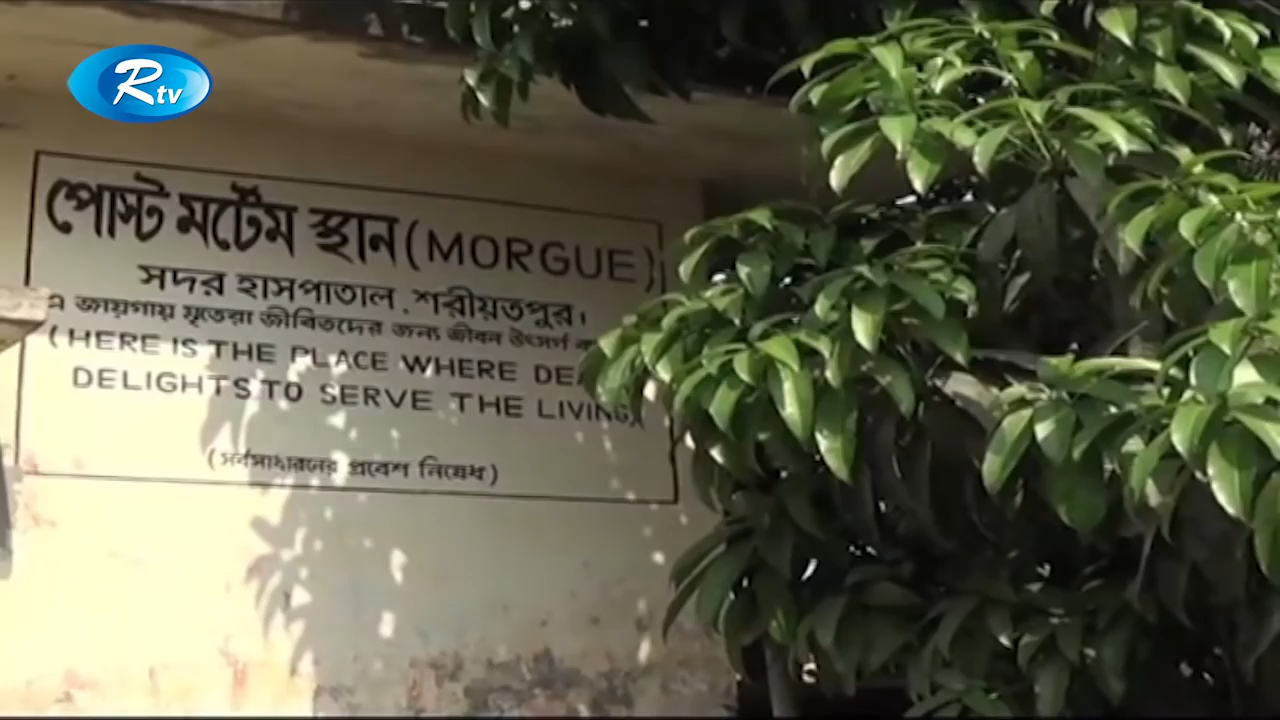 Rtv
পোস্ট মর্টেম স্থান (MORGUE)
সদর হাসপাতাল, শরীয়তপুর।
এ জায়গায় মৃতেরা জীবিতদের জন্য জীবন উৎসর্গ
(HERE IS THE PLACE WHERE
DELIGHTS TO SERVE THE LIVING)
(সর্বসাধারনের প্রবেশ নিষেধ)